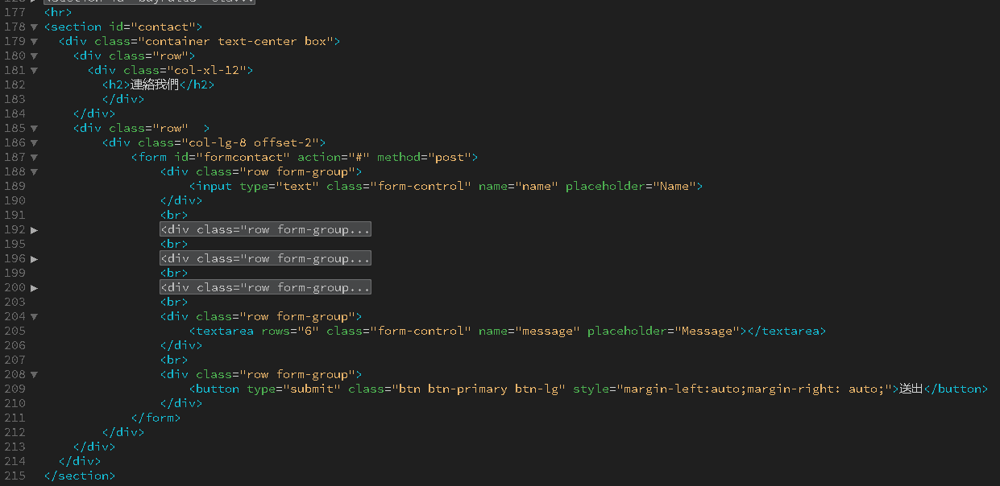 177 <hr>
178 <section id="contact">
179 <div class="container text-center box">
180 <div class="row">
181 <div class="col-xl-12">
182 <h2>連絡我們</h2>
183 </div>
184 </div>
185 <div class="row"  >
186 <div class="col-lg-8 offset-2">
187 <form id="formcontact" action="#" method="post">
188 <div class="row form-group">
189 <input type="text" class="form-control" name="name" placeholder="Name">
190 </div>
191 <br>
192 <div class="row form-group...
195 <br>
196 <div class="row form-group...
199 <br>
200 <div class="row form-group...
203 <br>
204 <div class="row form-group">
205 <textarea rows="6" class="form-control" name="message" placeholder="Message"></textarea>
206 </div>
207 <br>
208 <div class="row form-group">
209 <button type="submit" class="btn btn-primary btn-lg" style="margin-left:auto;margin-right: auto;">送出</button>
210 </div>
211 </form>
212 </div>
213 </div>
214 </div>
215 </section>